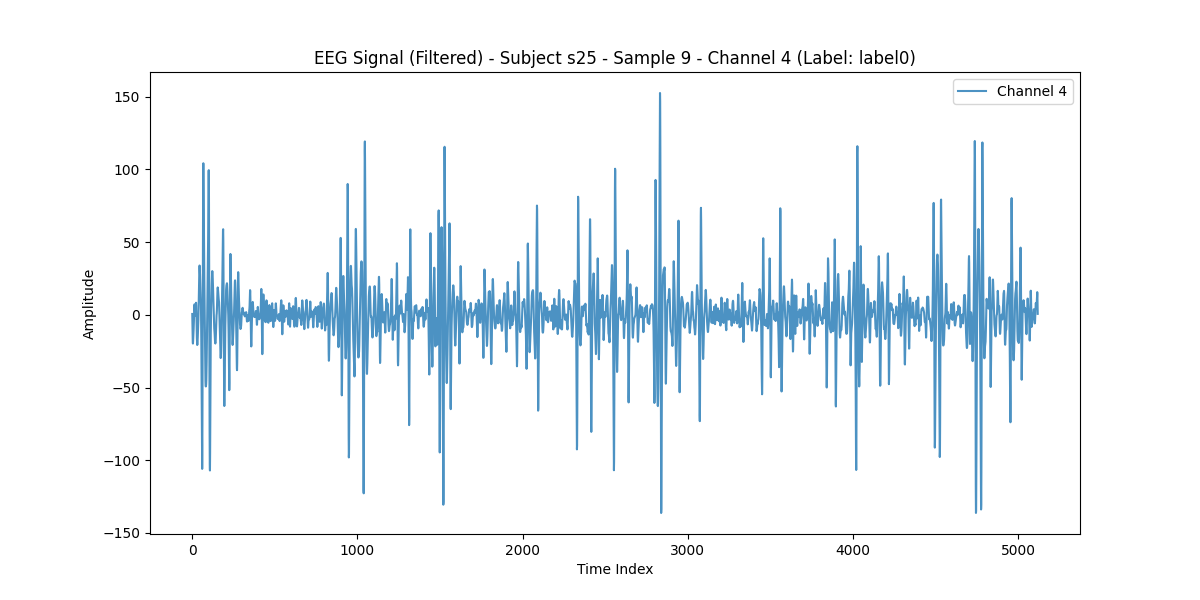 EEG Signal (Filtered) - Subject s25 - Sample 9 - Channel 4 (Label: label0)
Channel 4
150
100
50
0
−50
−100
−150
Amplitude
0 1000 2000 3000 4000 5000
Time Index